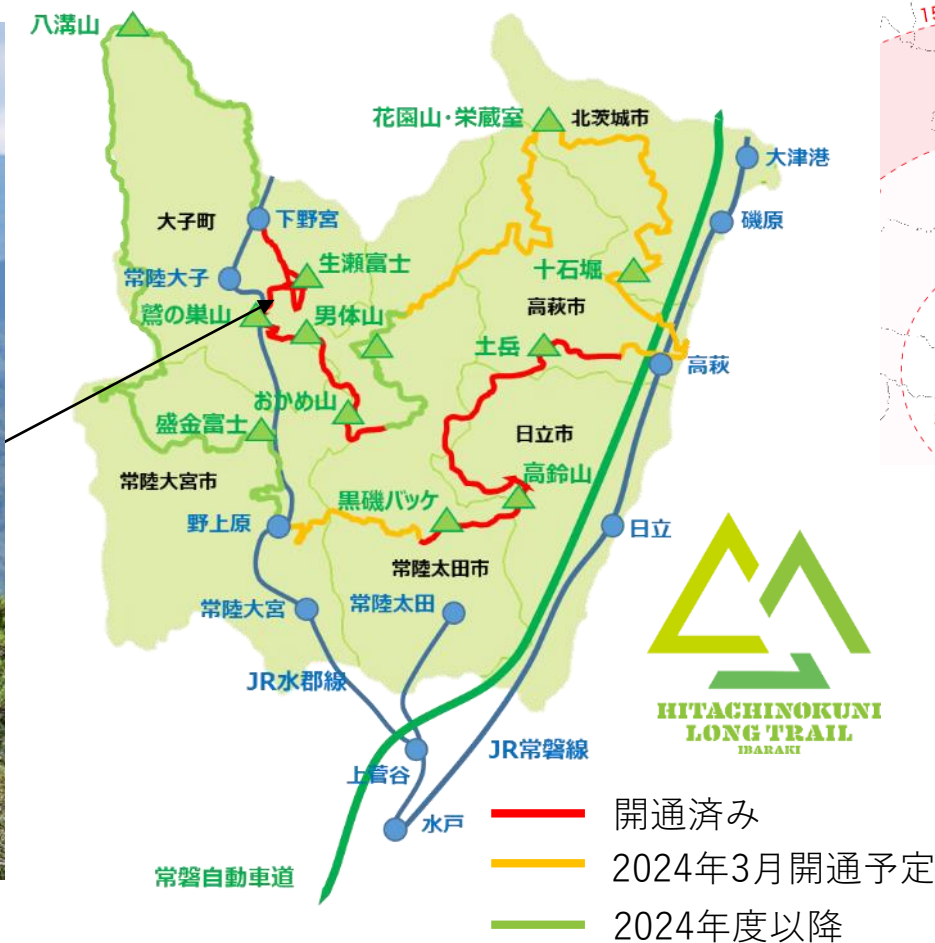 八溝山
花園山・栄蔵室
北茨城市
大津港
大子町
下野宮
磯原
生瀬富士
十石堀
常陸大子
高萩市
鷲の巣山
男体山
土岳
高萩
おかめ山
盛金富士
日立市
常陸大宮市
高鈴山
黒磯バッケ
野上原
日立
常陸太田市
常陸大宮
常陸太田
JR水郡線
HITACHINOKUNI
LONG TRAIL
IBARAKI
JR常磐線
上菅谷
水戸
常磐自動車道
開通済み
2024年3月開通予定
2024年度以降